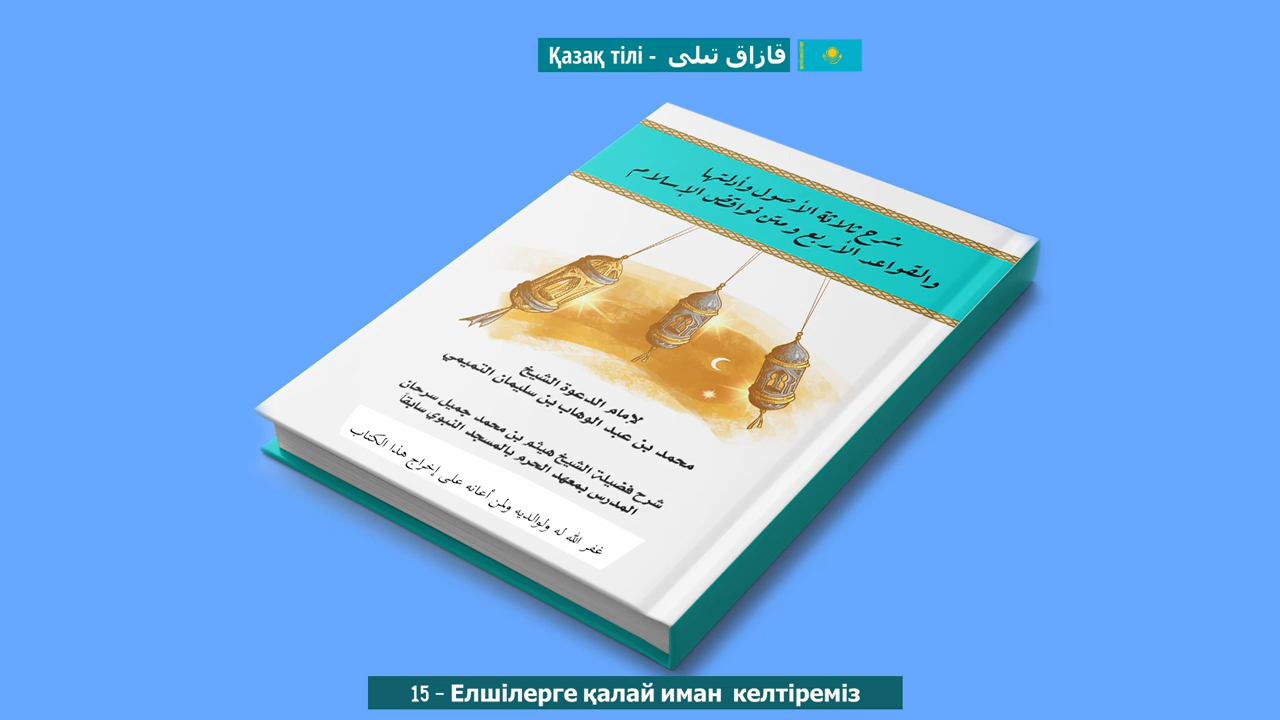 Қазақ тілі - قازاق تىلى
شرح ثلاثة الأصول وأدلتها
والقواعد الأربع ومتن نواقض الإسلام
لإمام الدعوة الشيخ
محمد بن عبد الوهاب بن سليمان التميمي
شرح فضيلة الشيخ هيثم بن محمد جميل سرحان
المدرس بمعهد الحرم بالمسجد النبوي سابقا
غفر الله له ولوالديه ولمن أعانه على إخراج هذا الكتاب
15 – Елшілерге қалай иман келтіреміз